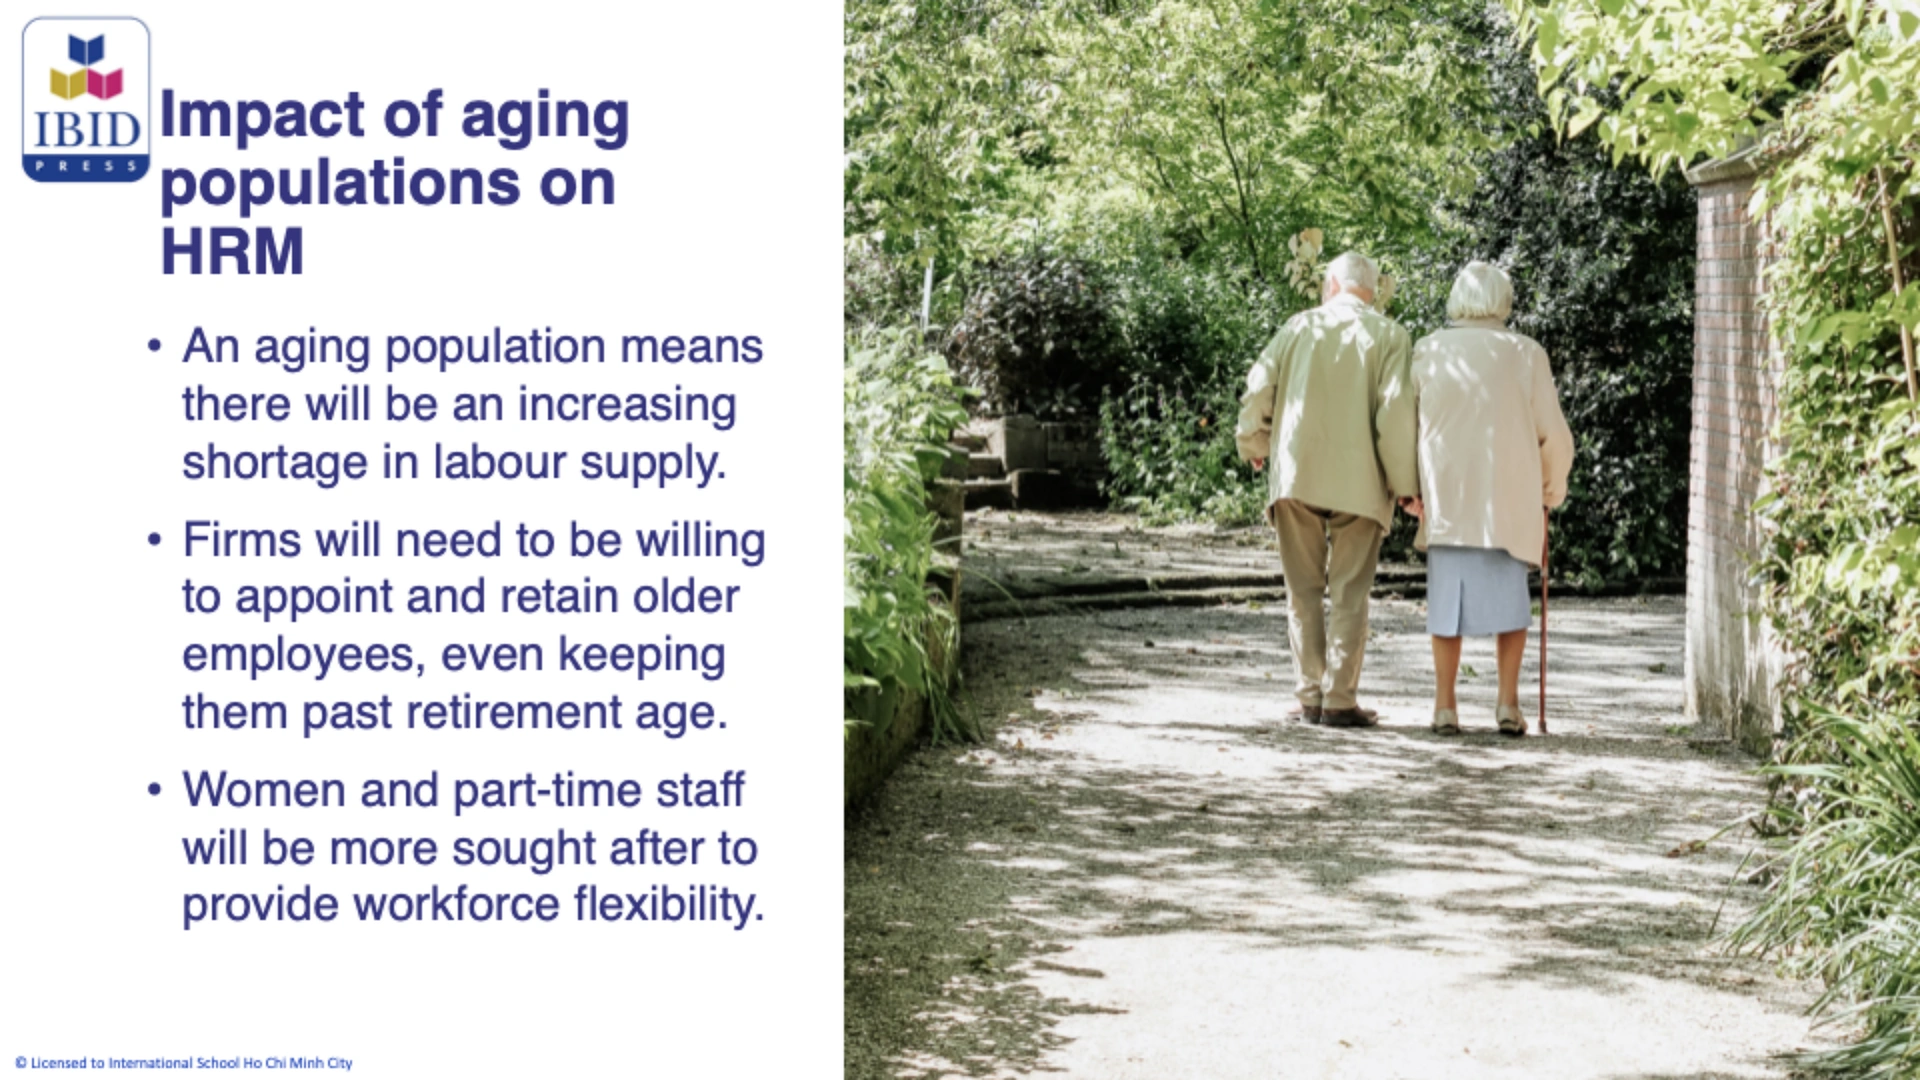 IBID
PRESS
Impact of aging
populations on
HRM
• An aging population means
there will be an increasing
shortage in labour supply.
• Firms will need to be willing
to appoint and retain older
employees, even keeping
them past retirement age.
• Women and part-time staff
will be more sought after to
provide workforce flexibility.
© Licensed to International School Ho Chi Minh City